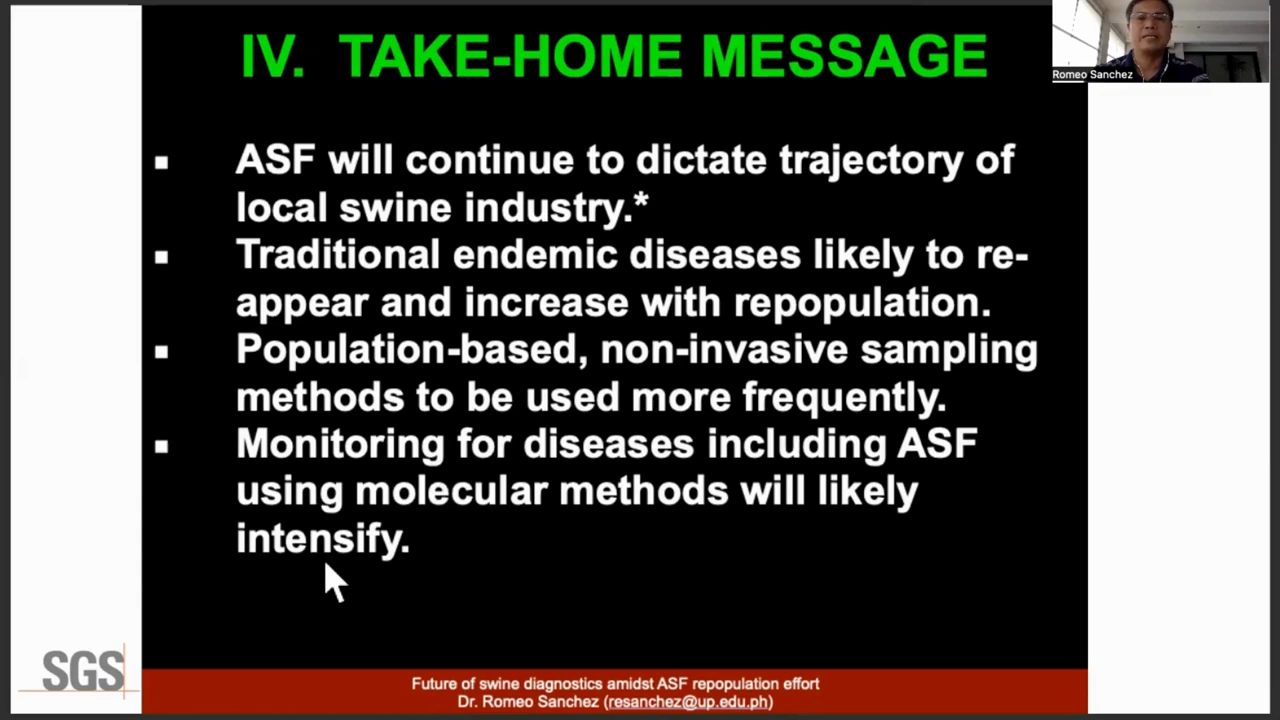 IV. TAKE-HOME MESSAGE
Romeo Sanchez
▪ ASF will continue to dictate trajectory of
local swine industry.*
▪ Traditional endemic diseases likely to re-
appear and increase with repopulation.
▪ Population-based, non-invasive sampling
methods to be used more frequently.
▪ Monitoring for diseases including ASF
using molecular methods will likely
intensify.
SGS
Future of swine diagnostics amidst ASF repopulation effort
Dr. Romeo Sanchez (resanchez@up.edu.ph)